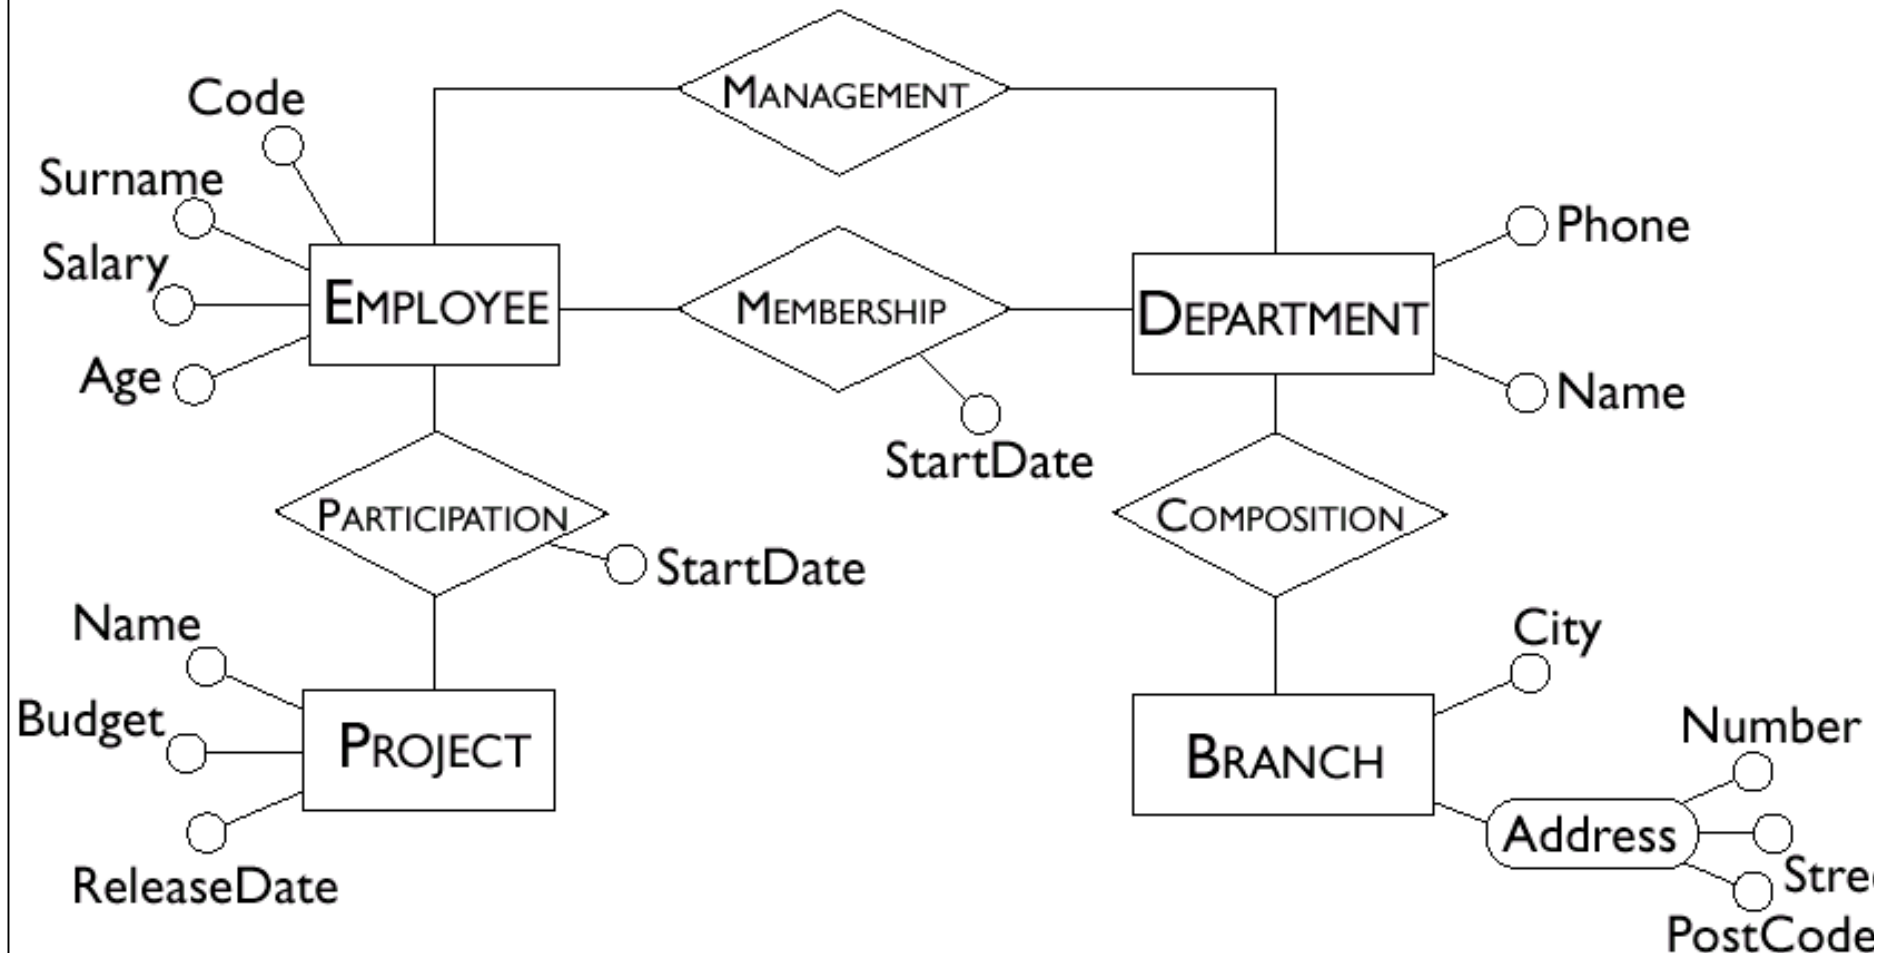 MANAGEMENT
Code
Surname
Phone
Salary
EMPLOYEE
MEMBERSHIP
DEPARTMENT
Age
Name
StartDate
PARTICIPATION
COMPOSITION
StartDate
Name
City
Budget
Number
PROJECT
BRANCH
Address
Stre
ReleaseDate
PostCode